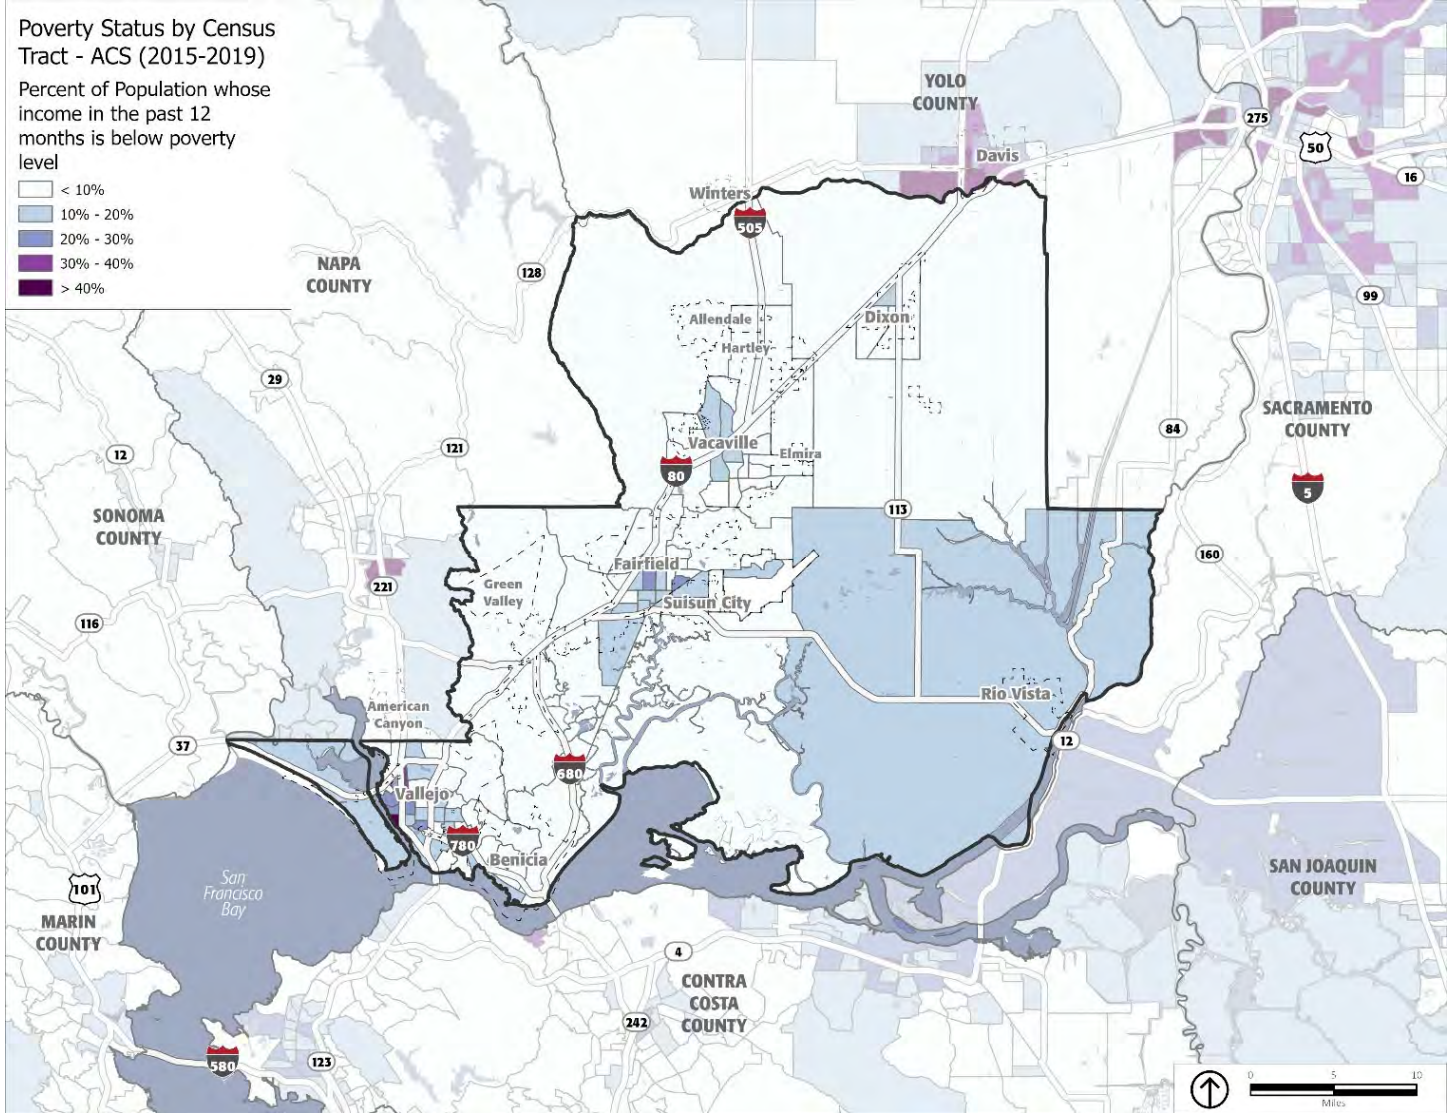 Poverty Status by Census
Tract - ACS (2015-2019)
Percent of Population whose
income in the past 12
months is below poverty
level
< 10%
10% - 20%
20% - 30%
30% - 40%
> 40%
YOLO
COUNTY
275
50
Davis
16
Winters
505
NAPA
COUNTY
128
99
Allendale
Dixon
Hartley
29
SACRAMENTO
COUNTY
84
121
Vacaville
12
Elmira
80
5
113
SONOMA
COUNTY
160
Fairfield
221
Green
Valley
Suisun City
116
Rio Vista
American
Canyon
37
12
680
Vallejo
780
Benicia
San
Francisco
Bay
101
SAN JOAQUIN
COUNTY
MARIN
COUNTY
4
CONTRA
COSTA
COUNTY
242
580
123
0 5 10
Miles